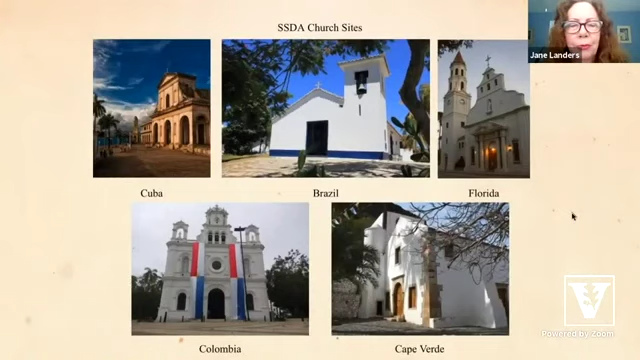 SSDA Church Sites
Jane Landers
Cuba
Brazil
Florida
Colombia
Cape Verde
V
Powered by Zoom